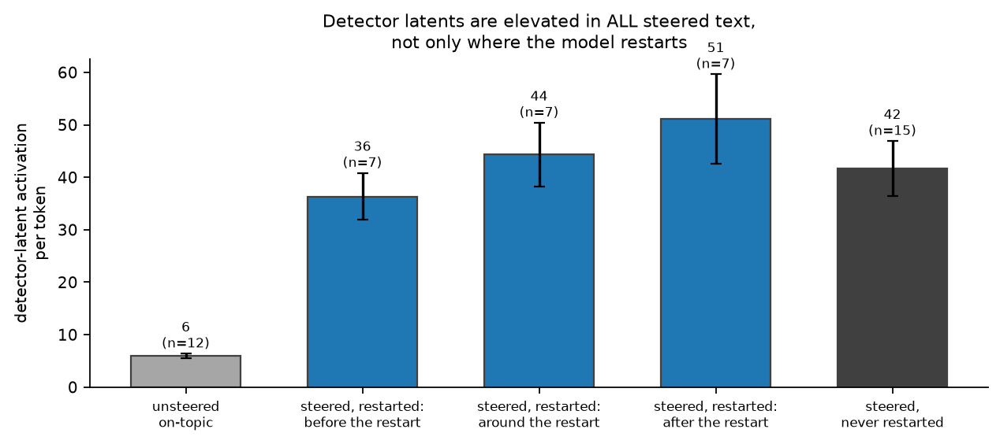 Detector latents are elevated in ALL steered text,
not only where the model restarts
detector-latent activation
per token
60
50
40
30
20
10
0
6
(n=12)
36
(n=7)
44
(n=7)
51
(n=7)
42
(n=15)
unsteered
on-topic
steered, restarted:
before the restart
steered, restarted:
around the restart
steered, restarted:
after the restart
steered,
never restarted